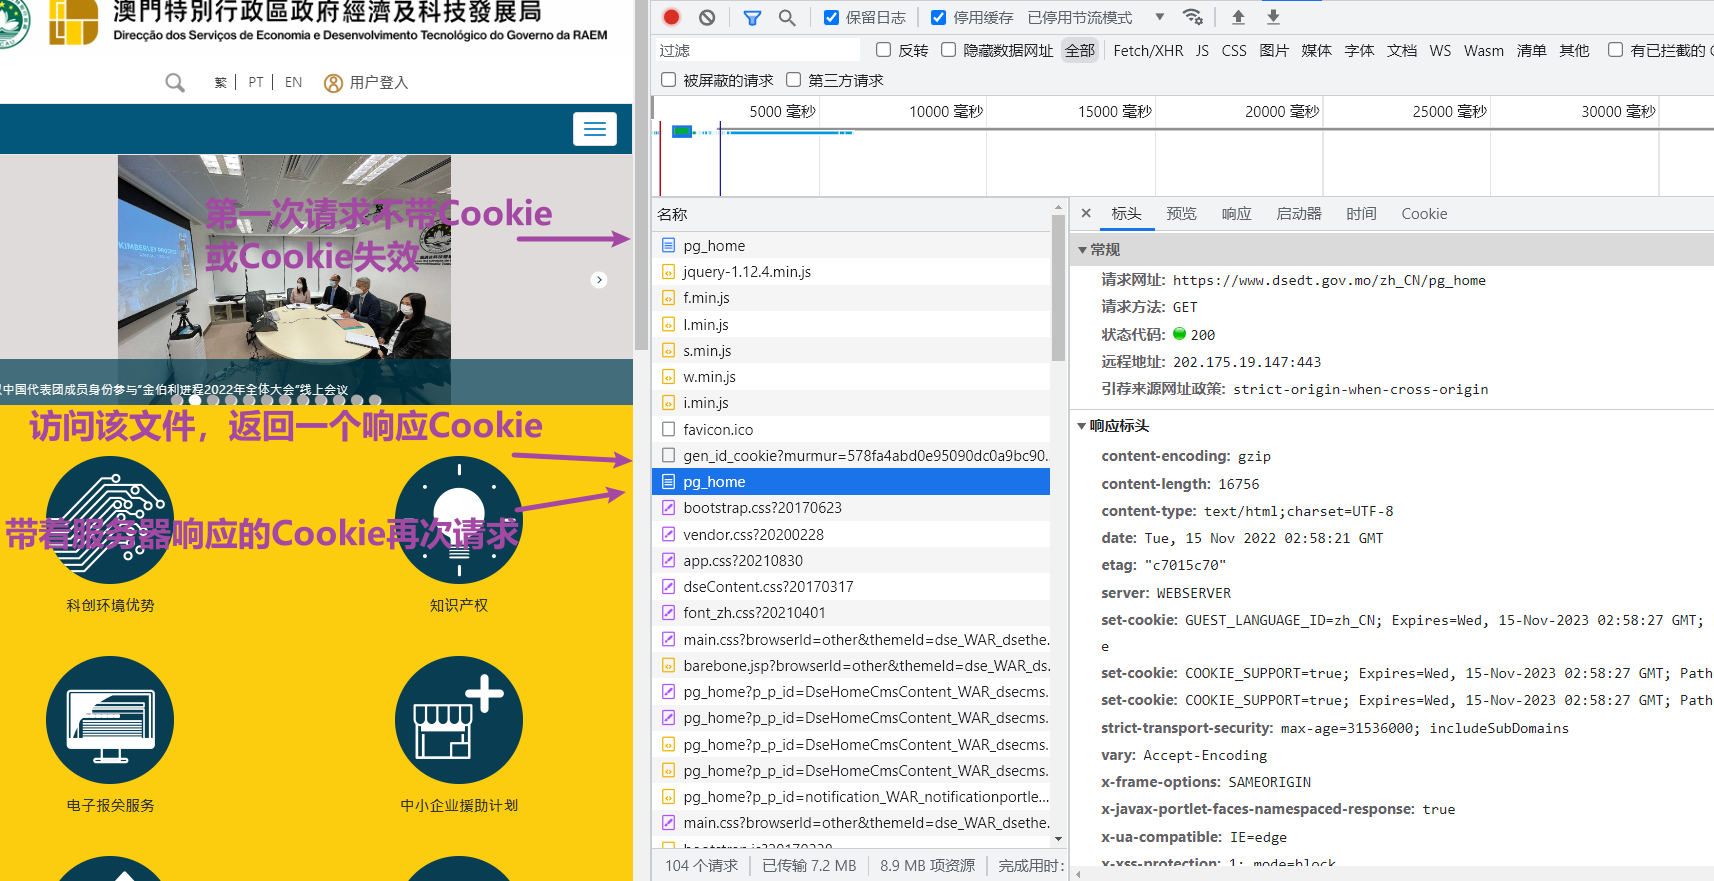 澳門特別行政區政府經濟及科技發展局
Direcção dos Serviços de Economia e Desenvolvimento Tecnológico do Governo da RAEM
繁 | PT | EN 用户登入
KIMBERLEY PROCESS
第一次请求不带Cookie
或Cookie失效
中国代表团成员身份参与“金伯利进程2022年全体大会”线上会议
访问该文件，返回一个响应Cookie
带着服务器响应的Cookie再次请求
科创环境优势
知识产权
电子报关服务
中小企业援助计划
保留日志
停用缓存
已停用节流模式
过滤
反转
隐藏数据网址
全部
Fetch/XHR
JS
CSS
图片
媒体
字体
文档
WS
Wasm
清单
其他
有已拦截的 C
被屏蔽的请求
第三方请求
5000 毫秒
10000 毫秒
15000 毫秒
20000 毫秒
25000 毫秒
30000 毫秒
名称
pg_home
jquery-1.12.4.min.js
f.min.js
l.min.js
s.min.js
w.min.js
i.min.js
favicon.ico
gen_id_cookie?murmur=578fa4abd0e95090dc0a9bc90...
pg_home
bootstrap.css?20170623
vendor.css?20200228
app.css?20210830
dseContent.css?20170317
font_zh.css?20210401
main.css?browserId=other&themeId=dse_WAR_dsethe...
barebone.jsp?browserId=other&themeId=dse_WAR_ds...
pg_home?p_p_id=DseHomeCmsContent_WAR_dsecms...
pg_home?p_p_id=DseHomeCmsContent_WAR_dsecms...
pg_home?p_p_id=DseHomeCmsContent_WAR_dsecms...
pg_home?p_p_id=DseHomeCmsContent_WAR_dsecms...
pg_home?p_p_id=notification_WAR_notificationportle...
main.css?browserId=other&themeId=dse_WAR_dsethe...
bootstrap.js?20170228
104 个请求
已传输 7.2 MB
8.9 MB 项资源
完成用时:
标头
预览
响应
启动器
时间
Cookie
常规
请求网址: https://www.dsedt.gov.mo/zh_CN/pg_home
请求方法: GET
状态代码: 200
远程地址: 202.175.19.147:443
引荐来源网址政策: strict-origin-when-cross-origin
响应标头
content-encoding: gzip
content-length: 16756
content-type: text/html;charset=UTF-8
date: Tue, 15 Nov 2022 02:58:21 GMT
etag: "c7015c70"
server: WEBSERVER
set-cookie: GUEST_LANGUAGE_ID=zh_CN; Expires=Wed, 15-Nov-2023 02:58:27 GMT;
e
set-cookie: COOKIE_SUPPORT=true; Expires=Wed, 15-Nov-2023 02:58:27 GMT; Path
set-cookie: COOKIE_SUPPORT=true; Expires=Wed, 15-Nov-2023 02:58:27 GMT; Path
strict-transport-security: max-age=31536000; includeSubDomains
vary: Accept-Encoding
x-frame-options: SAMEORIGIN
x-javax-portlet-faces-namespaced-response: true
x-ua-compatible: IE=edge
x-xss-protection: 1; mode=block